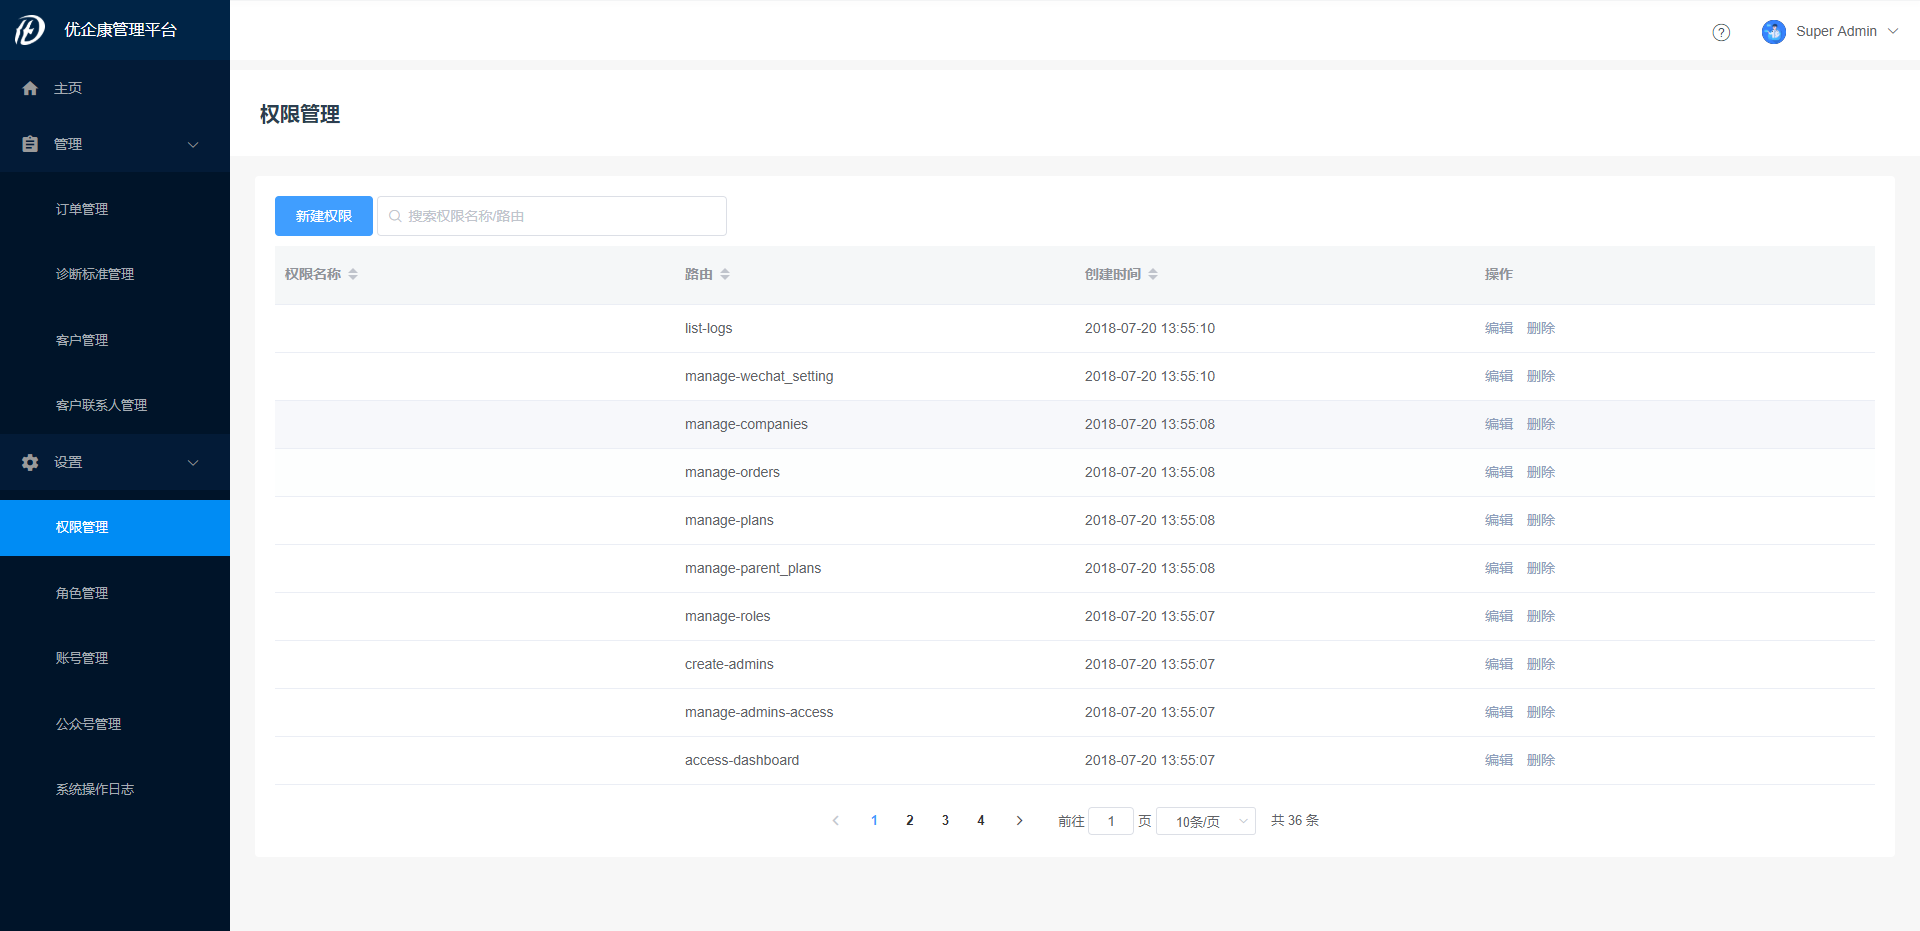 优企康管理平台
Super Admin
主页
管理
订单管理
诊断标准管理
客户管理
客户联系人管理
设置
权限管理
角色管理
账号管理
公众号管理
系统操作日志
权限管理
新建权限 搜索权限名称/路由
权限名称 路由 创建时间 操作
list-logs 2018-07-20 13:55:10 编辑 删除
manage-wechat_setting 2018-07-20 13:55:10 编辑 删除
manage-companies 2018-07-20 13:55:08 编辑 删除
manage-orders 2018-07-20 13:55:08 编辑 删除
manage-plans 2018-07-20 13:55:08 编辑 删除
manage-parent_plans 2018-07-20 13:55:08 编辑 删除
manage-roles 2018-07-20 13:55:07 编辑 删除
create-admins 2018-07-20 13:55:07 编辑 删除
manage-admins-access 2018-07-20 13:55:07 编辑 删除
access-dashboard 2018-07-20 13:55:07 编辑 删除
1 2 3 4 前往 1 页 10条/页 共 36 条